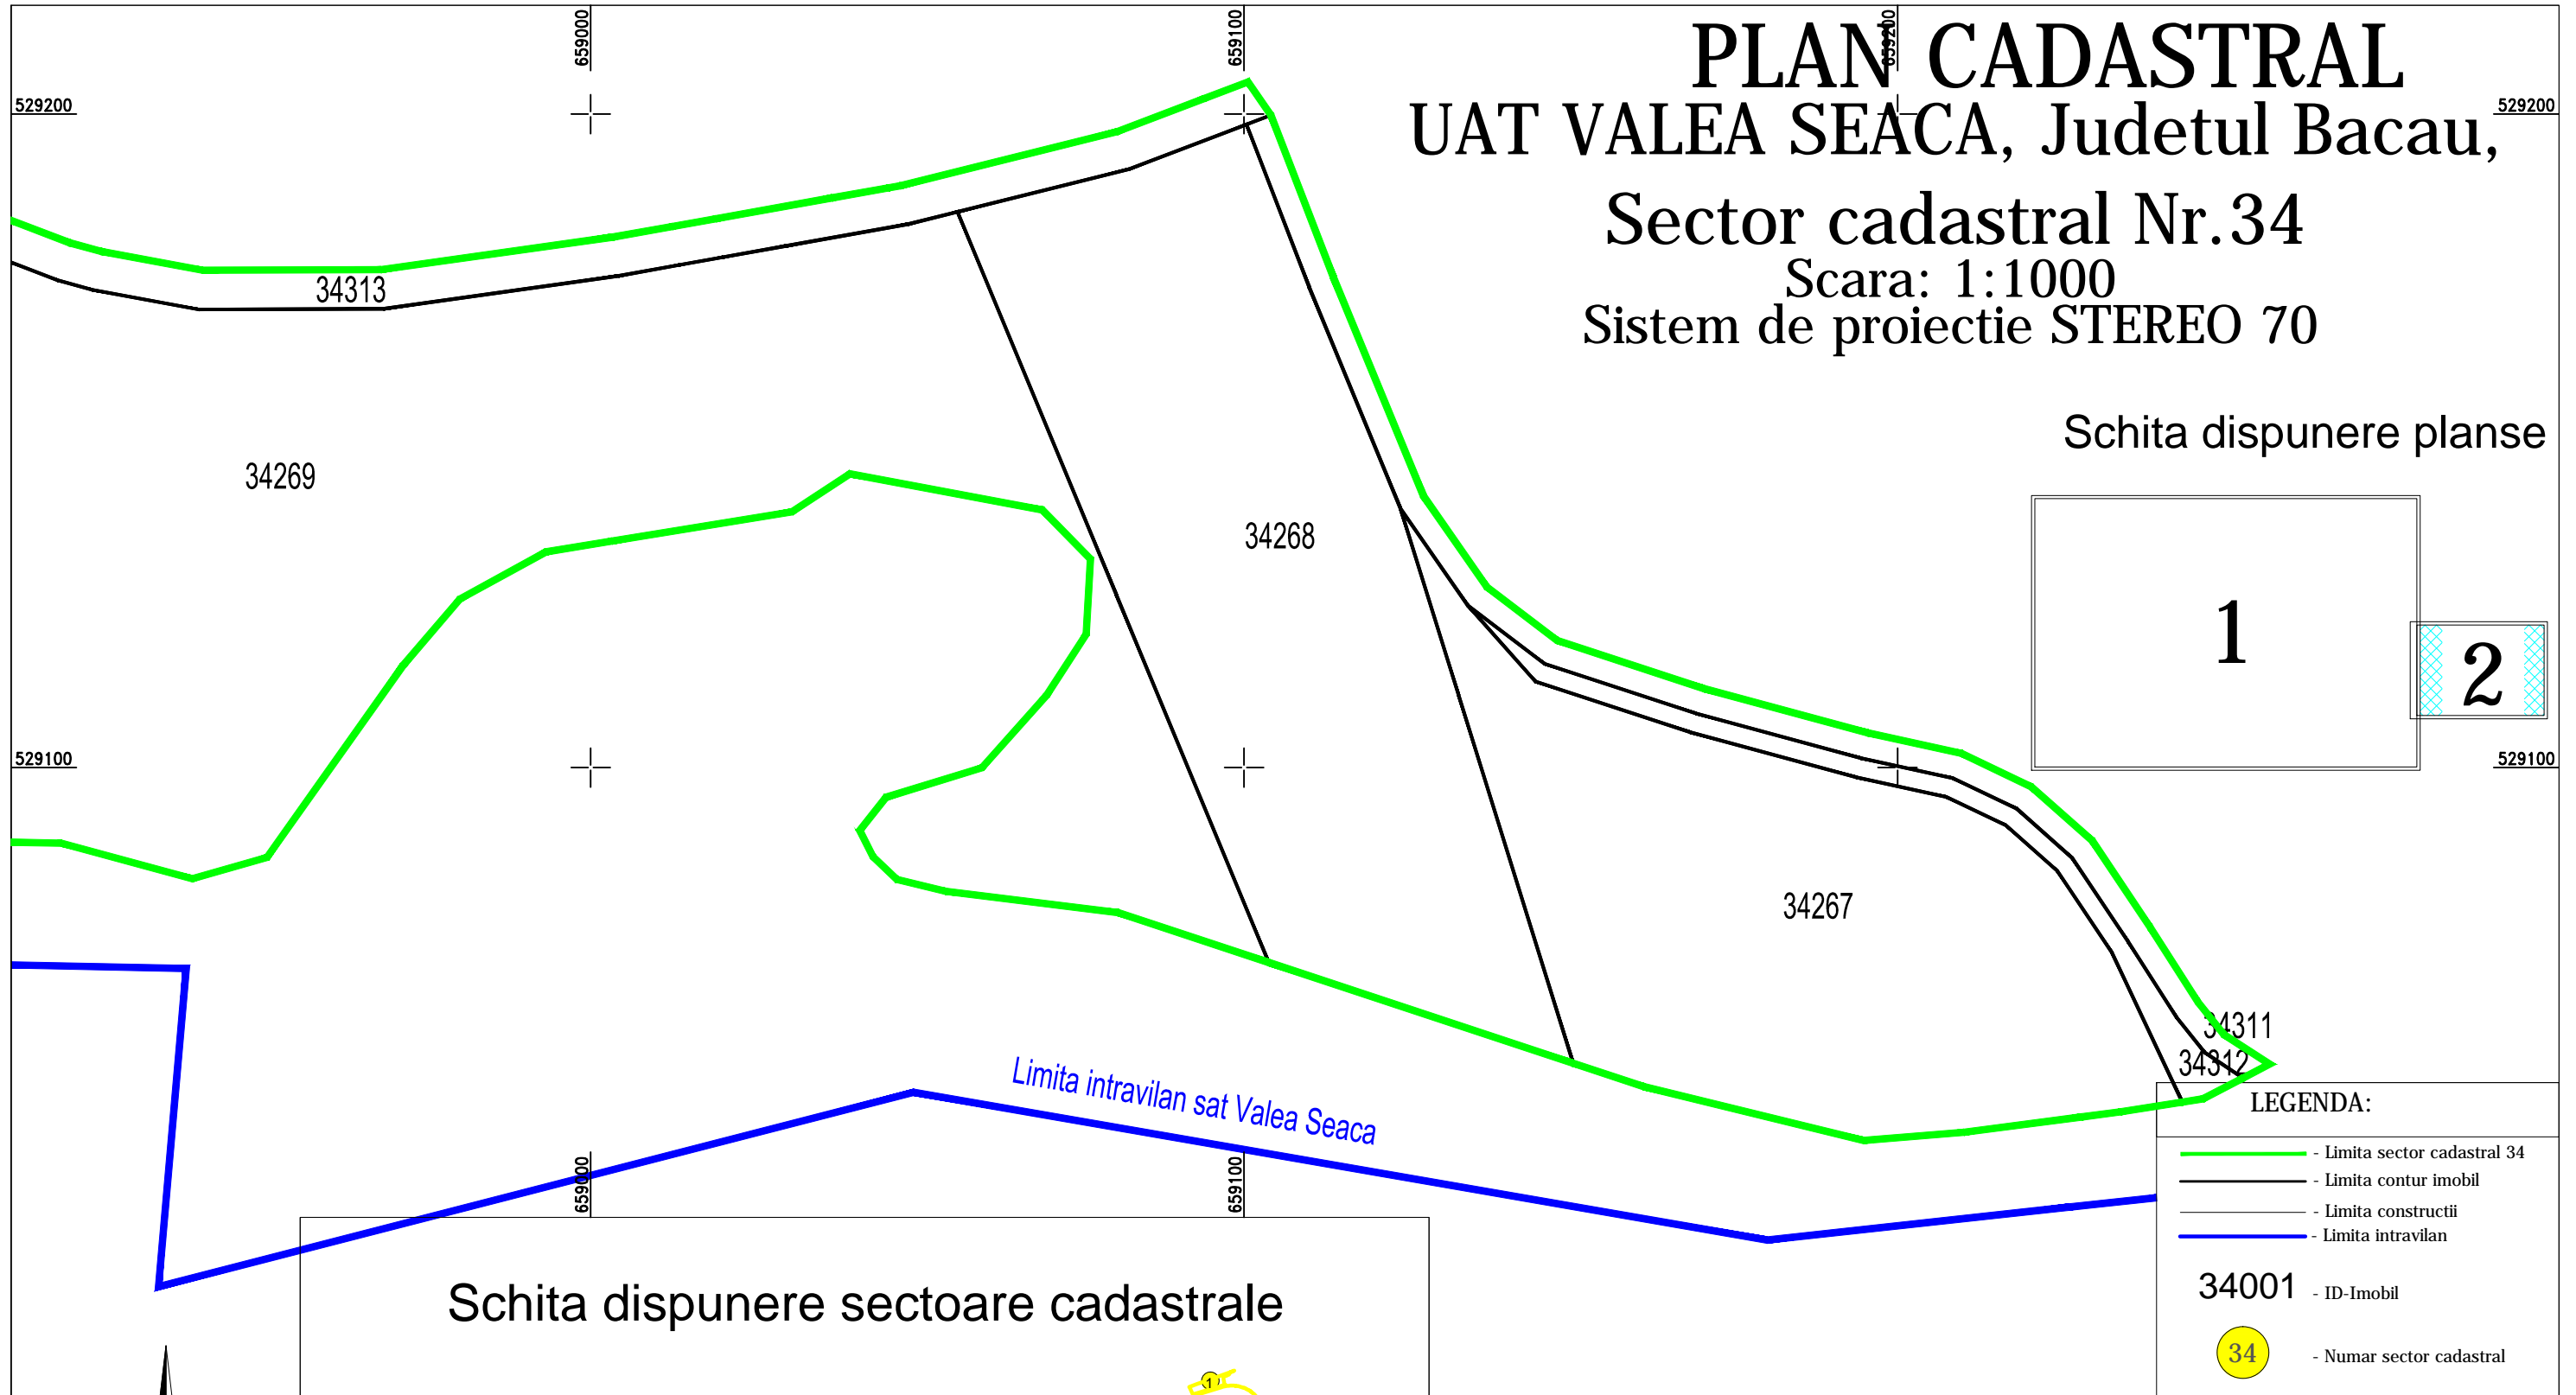 659000
659100
659200
PLAN CADASTRAL
529200
529200
UAT VALEA SEACA, Judetul Bacau,
Sector cadastral Nr.34
Scara: 1:1000
Sistem de proiectie STEREO 70
34313
Schita dispunere planse
34269
34268
1
2
529100
529100
34267
34311
34312
Limita intravilan sat Valea Seaca
659000
659100
LEGENDA:
- Limita sector cadastral 34
- Limita contur imobil
- Limita constructii
- Limita intravilan
34001 - ID-Imobil
34 - Numar sector cadastral
Schita dispunere sectoare cadastrale
1